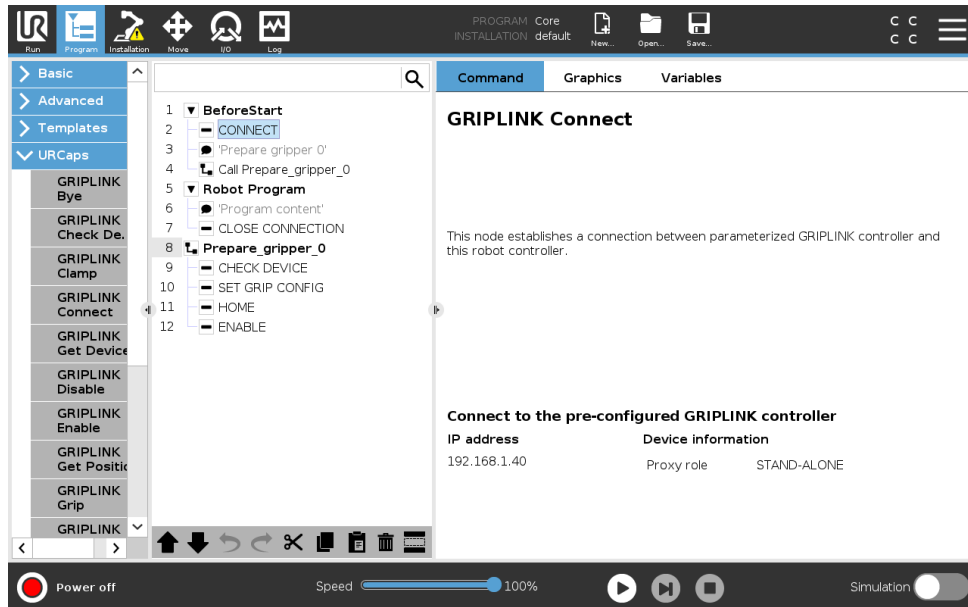 PROGRAM Core
INSTALLATION default
Run
Program
Installation
Move
I/O
Log
New...
Open...
Save...
C C
C C
Basic
Advanced
Templates
URCaps
GRIPLINK
Bye
GRIPLINK
Check De.
GRIPLINK
Clamp
GRIPLINK
Connect
GRIPLINK
Get Device
GRIPLINK
Disable
GRIPLINK
Enable
GRIPLINK
Get Positic
GRIPLINK
Grip
GRIPLINK
1 BeforeStart
2 CONNECT
3 'Prepare gripper 0'
4 Call Prepare_gripper_0
5 Robot Program
6 'Program content'
7 CLOSE CONNECTION
8 Prepare_gripper_0
9 CHECK DEVICE
10 SET GRIP CONFIG
11 HOME
12 ENABLE
Command Graphics Variables
GRIPLINK Connect
This node establishes a connection between parameterized GRIPLINK controller and
this robot controller.
Connect to the pre-configured GRIPLINK controller
IP address Device information
192.168.1.40 Proxy role STAND-ALONE
Power off
Speed 100%
Simulation